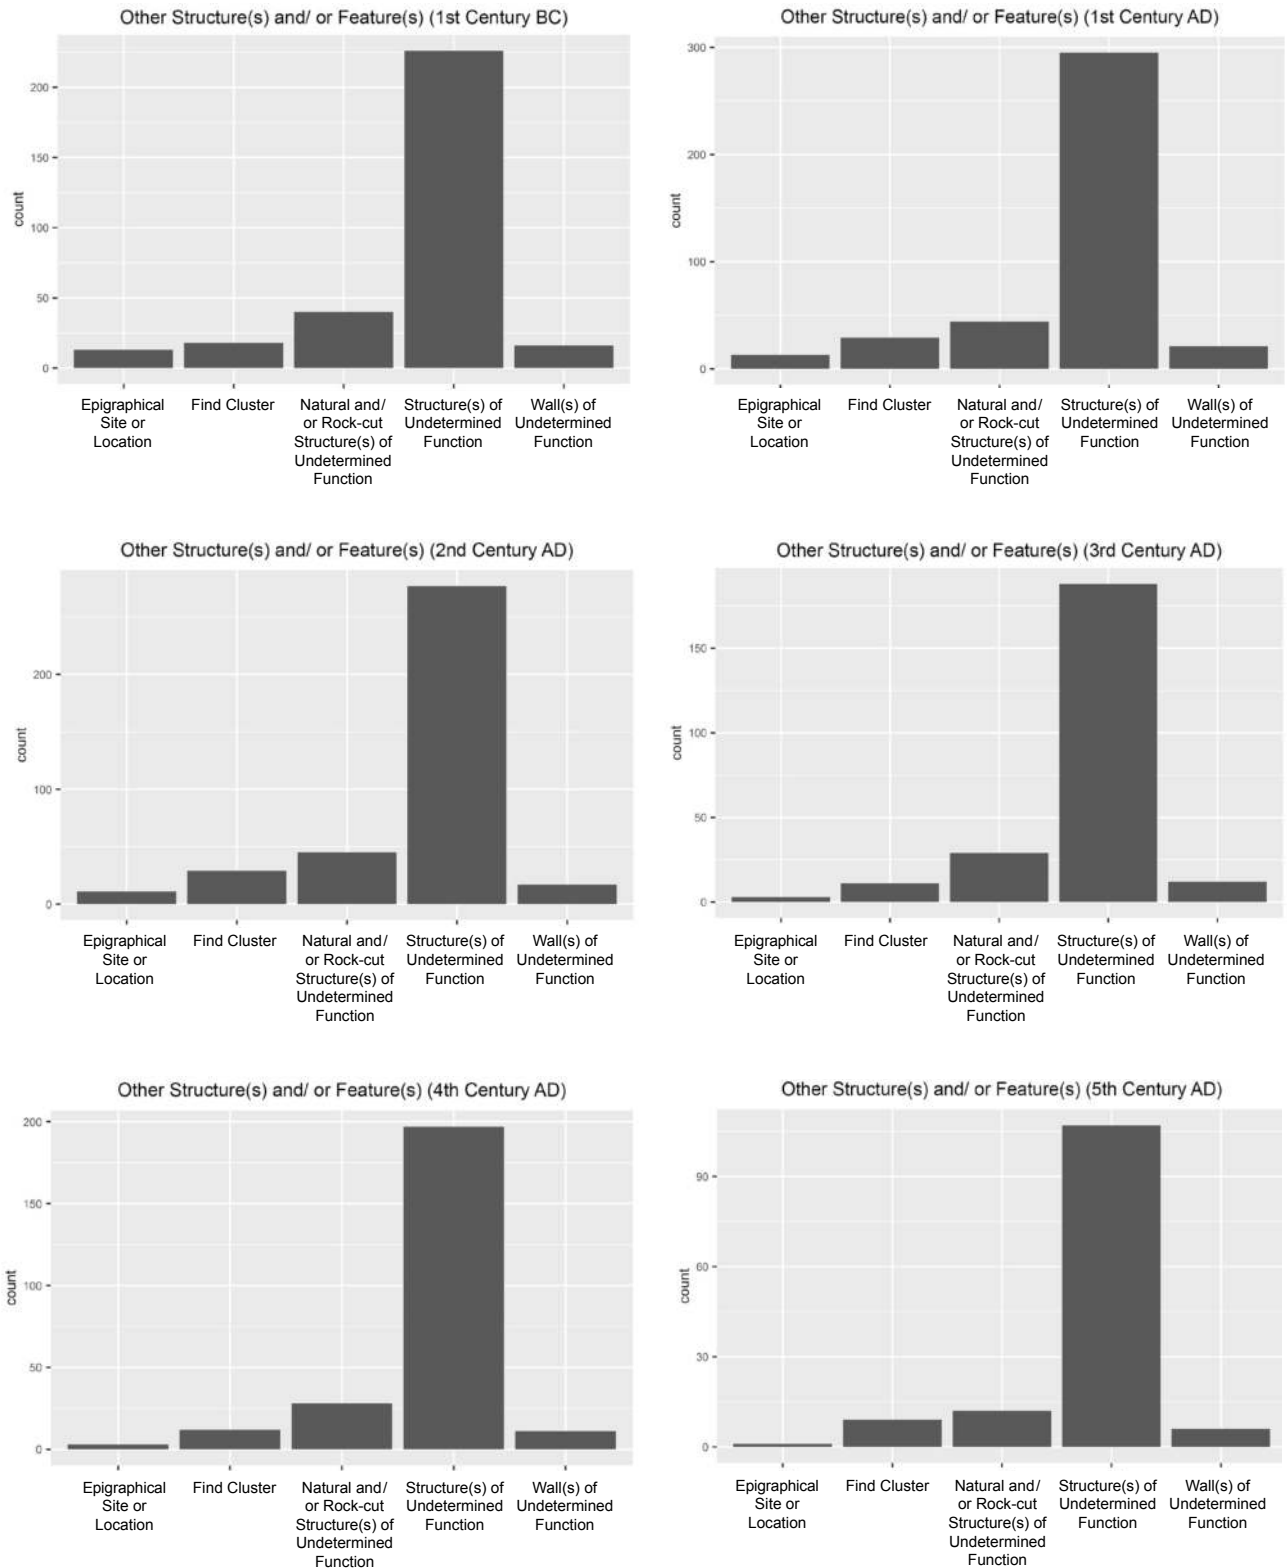 Other Structure(s) and/ or Feature(s) (1st Century BC)
200
150
100
50
0
count
Epigraphical
Site or
Location
Find Cluster
Natural and/
or Rock-cut
Structure(s) of
Undetermined
Function
Structure(s) of
Undetermined
Function
Wall(s) of
Undetermined
Function
Other Structure(s) and/ or Feature(s) (1st Century AD)
300
200
100
0
count
Epigraphical
Site or
Location
Find Cluster
Natural and/
or Rock-cut
Structure(s) of
Undetermined
Function
Structure(s) of
Undetermined
Function
Wall(s) of
Undetermined
Function
Other Structure(s) and/ or Feature(s) (2nd Century AD)
200
100
0
count
Epigraphical
Site or
Location
Find Cluster
Natural and/
or Rock-cut
Structure(s) of
Undetermined
Function
Structure(s) of
Undetermined
Function
Wall(s) of
Undetermined
Function
Other Structure(s) and/ or Feature(s) (3rd Century AD)
150
100
50
0
count
Epigraphical
Site or
Location
Find Cluster
Natural and/
or Rock-cut
Structure(s) of
Undetermined
Function
Structure(s) of
Undetermined
Function
Wall(s) of
Undetermined
Function
Other Structure(s) and/ or Feature(s) (4th Century AD)
200
150
100
50
0
count
Epigraphical
Site or
Location
Find Cluster
Natural and/
or Rock-cut
Structure(s) of
Undetermined
Function
Structure(s) of
Undetermined
Function
Wall(s) of
Undetermined
Function
Other Structure(s) and/ or Feature(s) (5th Century AD)
90
60
30
0
count
Epigraphical
Site or
Location
Find Cluster
Natural and/
or Rock-cut
Structure(s) of
Undetermined
Function
Structure(s) of
Undetermined
Function
Wall(s) of
Undetermined
Function